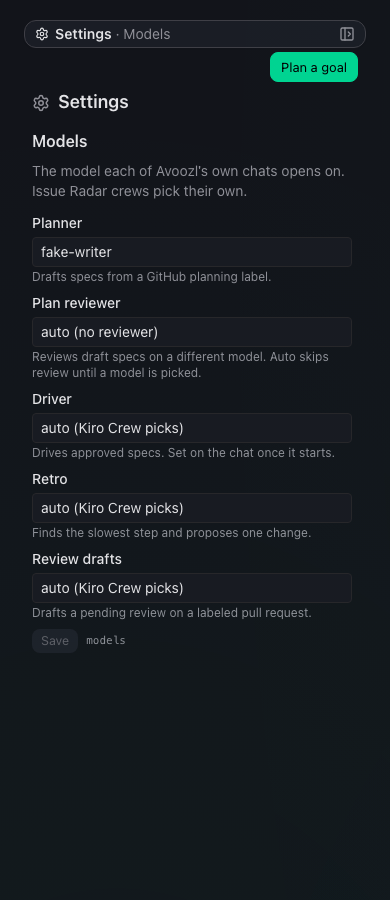 Settings · Models
Plan a goal
Settings
Models
The model each of Avoozl's own chats opens on.
Issue Radar crews pick their own.
Planner
fake-writer
Drafts specs from a GitHub planning label.
Plan reviewer
auto (no reviewer)
Reviews draft specs on a different model. Auto skips
review until a model is picked.
Driver
auto (Kiro Crew picks)
Drives approved specs. Set on the chat once it starts.
Retro
auto (Kiro Crew picks)
Finds the slowest step and proposes one change.
Review drafts
auto (Kiro Crew picks)
Drafts a pending review on a labeled pull request.
Save models